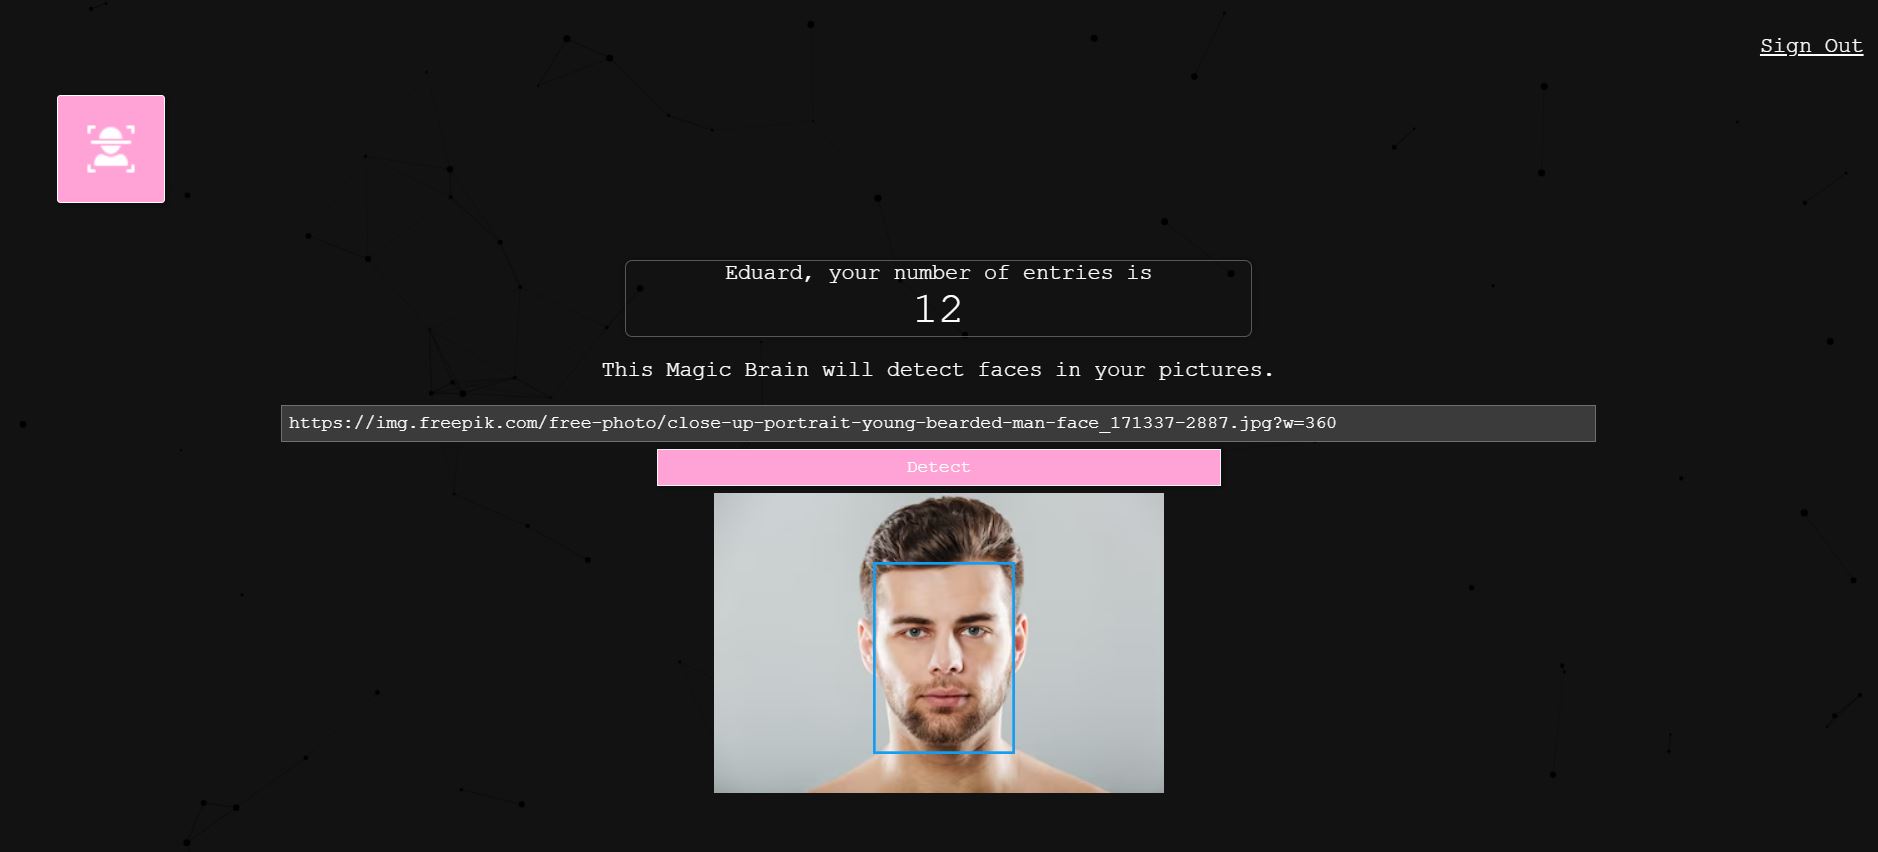 Sign Out
Eduard, your number of entries is
12
This Magic Brain will detect faces in your pictures.
https://img.freepik.com/free-photo/close-up-portrait-young-bearded-man-face_171337-2887.jpg?w=360
Detect